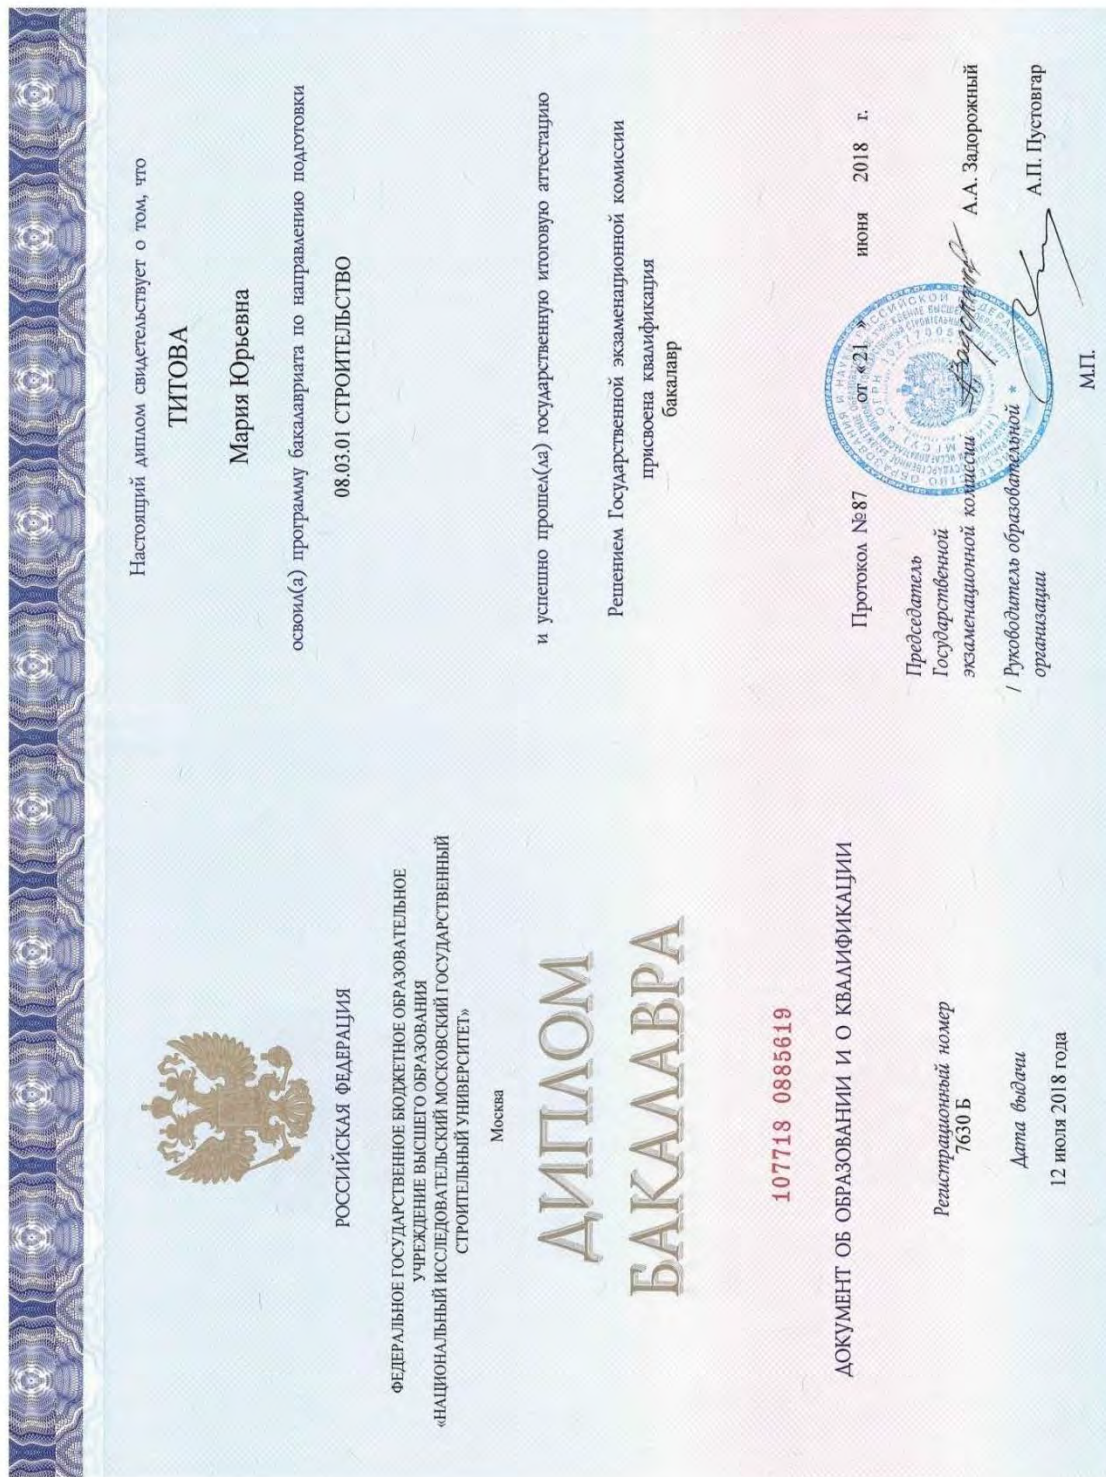 РОССИЙСКАЯ ФЕДЕРАЦИЯ
ФЕДЕРАЛЬНОЕ ГОСУДАРСТВЕННОЕ БЮДЖЕТНОЕ ОБРАЗОВАТЕЛЬНОЕ
УЧРЕЖДЕНИЕ ВЫСШЕГО ОБРАЗОВАНИЯ
«НАЦИОНАЛЬНЫЙ ИССЛЕДОВАТЕЛЬСКИЙ МОСКОВСКИЙ ГОСУДАРСТВЕННЫЙ
СТРОИТЕЛЬНЫЙ УНИВЕРСИТЕТ»
Москва
ДИПЛОМ
БАКАЛАВРА
107718 0885619
ДОКУМЕНТ ОБ ОБРАЗОВАНИИ И О КВАЛИФИКАЦИИ
Регистрационный номер
7630 Б
Дата выдачи
12 июля 2018 года
Настоящий диплом свидетельствует о том, что
ТИТОВА
Мария Юрьевна
освоил(а) программу бакалавриата по направлению подготовки
08.03.01 СТРОИТЕЛЬСТВО
и успешно прошел(ла) государственную итоговую аттестацию
Решением Государственной экзаменационной комиссии
присвоена квалификация
бакалавр
Протокол №87 от «21» июня 2018 г.
Председатель
Государственной
экзаменационной комиссии А.А. Задорожный
/ Руководитель образовательной А.П. Пустовгар
организации
М.П.